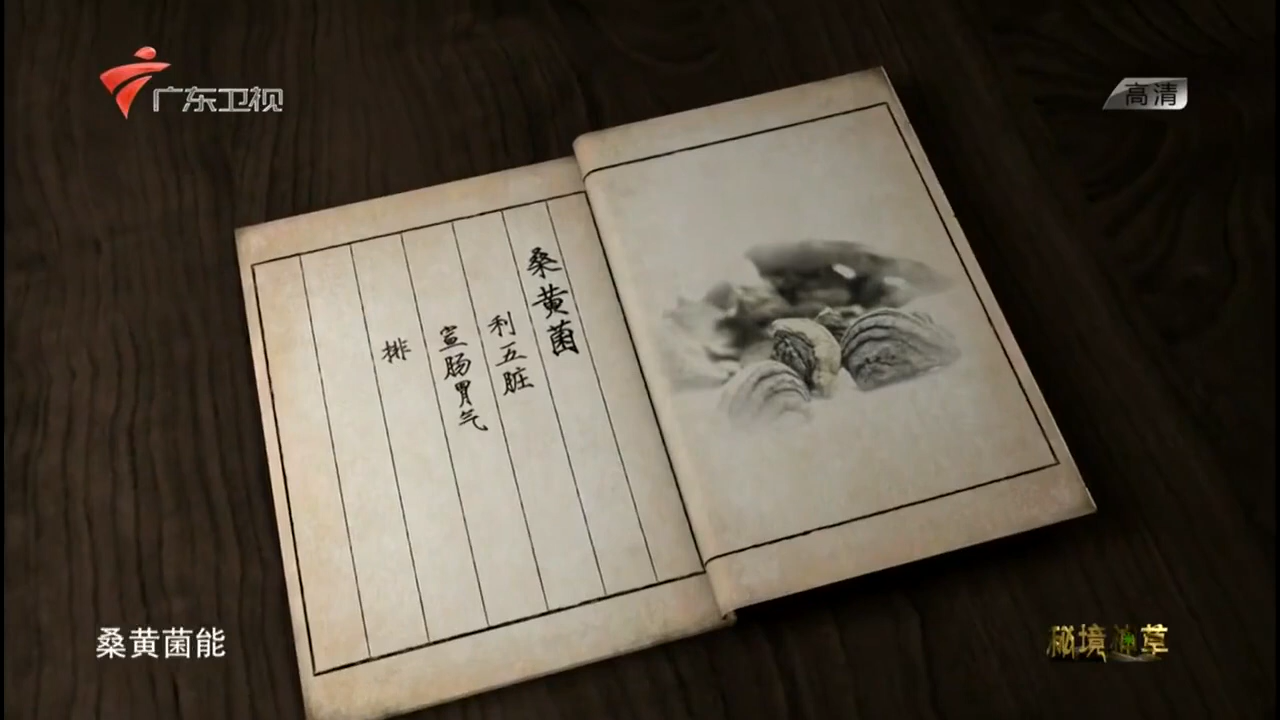 广东卫视
高清
桑黄菌
利五脏
宣肠胃气
排
桑黄菌能
秘境神草